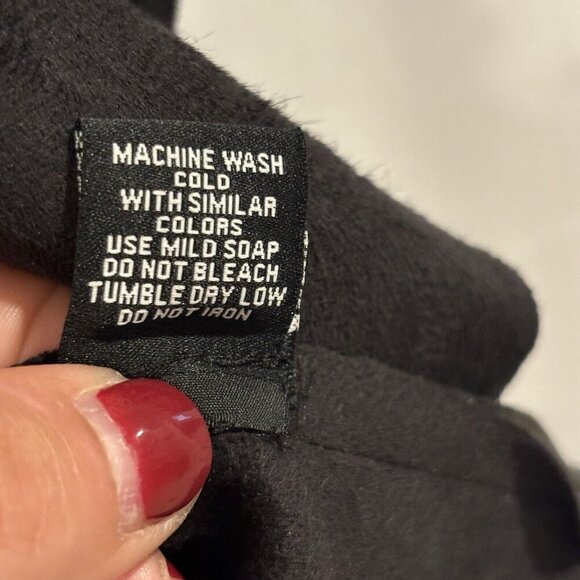 MACHINE WASH
COLD
WITH SIMILAR
COLORS
USE MILD SOAP
DO NOT BLEACH
TUMBLE DRY LOW
DO NOT IRON